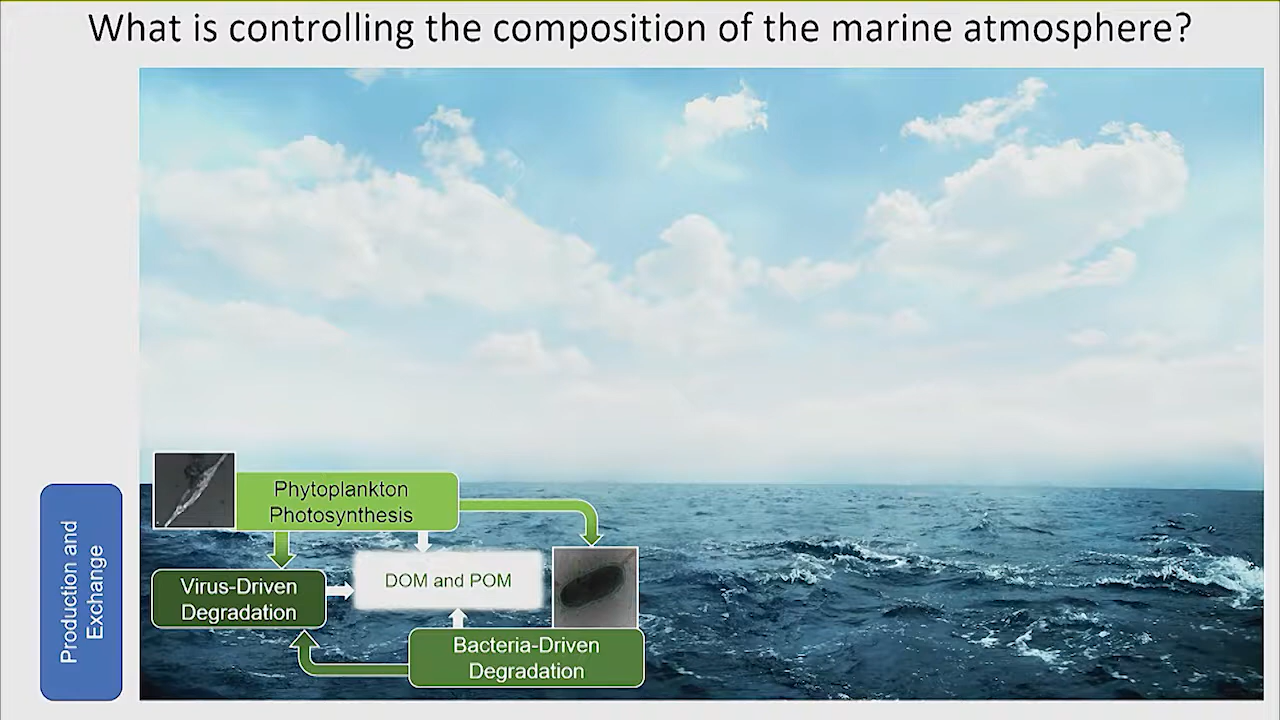 What is controlling the composition of the marine atmosphere?
Phytoplankton
Photosynthesis
Virus-Driven
Degradation
DOM and POM
Bacteria-Driven
Degradation
Production and
Exchange